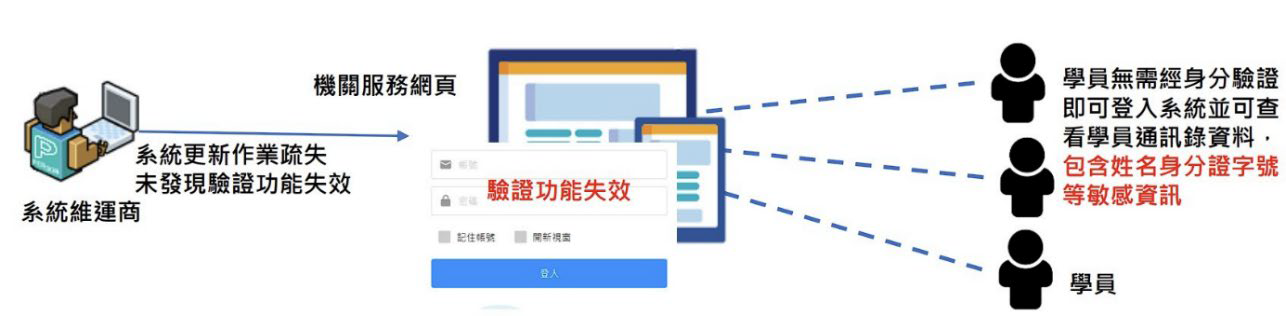 機關服務網頁
系統更新作業疏失
未發現驗證功能失效
系統維運商
帳號
驗證功能失效
密碼
記住帳號
開新視窗
登入
學員無需經身分驗證
即可登入系統並可查
看學員通訊錄資料，
包含姓名身分證字號
等敏感資訊
學員